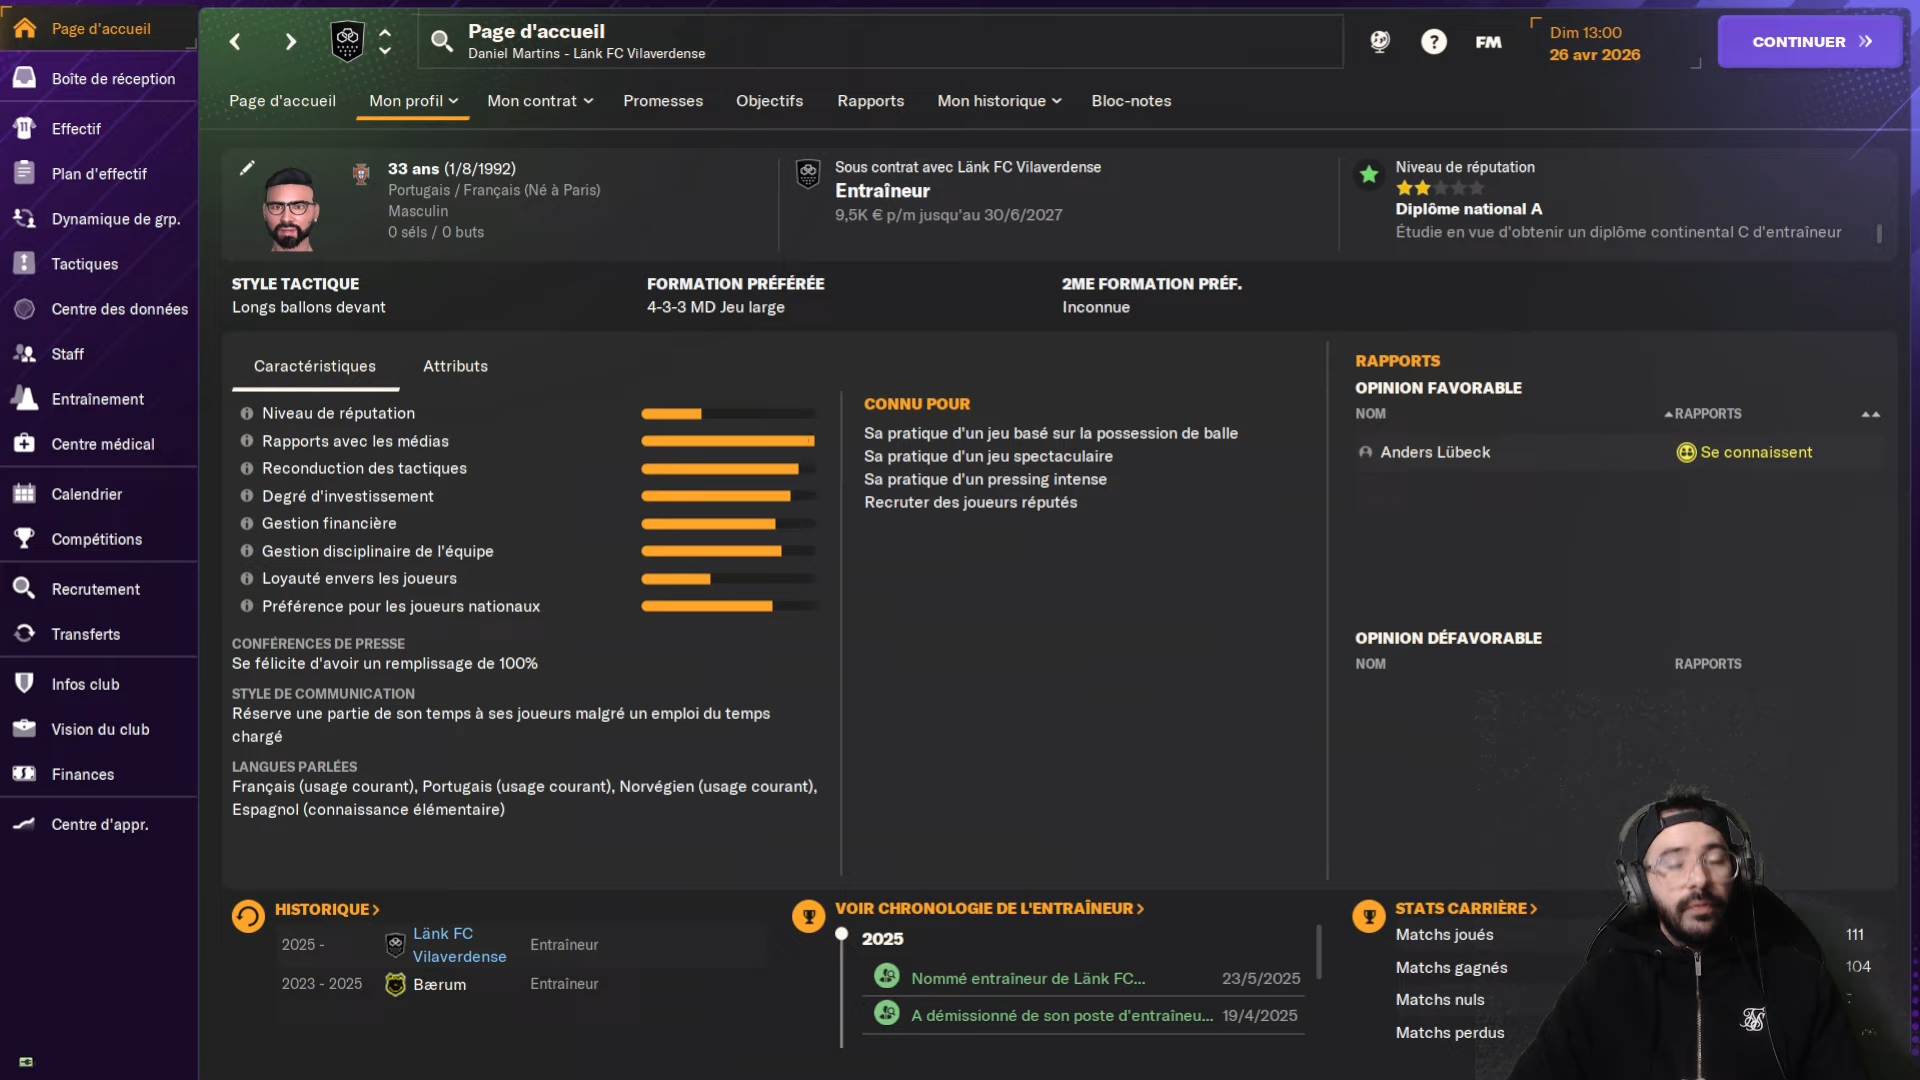 Page d'accueil
Boîte de réception
Effectif
Plan d'effectif
Dynamique de grp.
Tactiques
Centre des données
Staff
Entraînement
Centre médical
Calendrier
Compétitions
Recrutement
Transferts
Infos club
Vision du club
Finances
Centre d'appr.
Page d'accueil
Daniel Martins - Länk FC Vilaverdense
?
FM
Dim 13:00
26 avr 2026
CONTINUER
Page d'accueil Mon profil Mon contrat Promesses Objectifs Rapports Mon historique Bloc-notes
33 ans (1/8/1992)
Portugais / Français (Né à Paris)
Masculin
0 séls / 0 buts
Sous contrat avec Länk FC Vilaverdense
Entraîneur
9,5K € p/m jusqu'au 30/6/2027
Niveau de réputation
Diplôme national A
Étudie en vue d'obtenir un diplôme continental C d'entraîneur
STYLE TACTIQUE
Longs ballons devant
FORMATION PRÉFÉRÉE
4-3-3 MD Jeu large
2ME FORMATION PRÉF.
Inconnue
Caractéristiques Attributs
Niveau de réputation
Rapports avec les médias
Reconduction des tactiques
Degré d'investissement
Gestion financière
Gestion disciplinaire de l'équipe
Loyauté envers les joueurs
Préférence pour les joueurs nationaux
CONFÉRENCES DE PRESSE
Se félicite d'avoir un remplissage de 100%
STYLE DE COMMUNICATION
Réserve une partie de son temps à ses joueurs malgré un emploi du temps
chargé
LANGUES PARLÉES
Français (usage courant), Portugais (usage courant), Norvégien (usage courant),
Espagnol (connaissance élémentaire)
CONNU POUR
Sa pratique d'un jeu basé sur la possession de balle
Sa pratique d'un jeu spectaculaire
Sa pratique d'un pressing intense
Recruter des joueurs réputés
RAPPORTS
OPINION FAVORABLE
NOM RAPPORTS
Anders Lübeck Se connaissent
OPINION DÉFAVORABLE
NOM RAPPORTS
HISTORIQUE
2025 - Länk FC Vilaverdense Entraîneur
2023 - 2025 Bærum Entraîneur
VOIR CHRONOLOGIE DE L'ENTRAÎNEUR
2025
Nommé entraîneur de Länk FC... 23/5/2025
A démissionné de son poste d'entraîneu... 19/4/2025
STATS CARRIÈRE
Matchs joués 111
Matchs gagnés 104
Matchs nuls
Matchs perdus